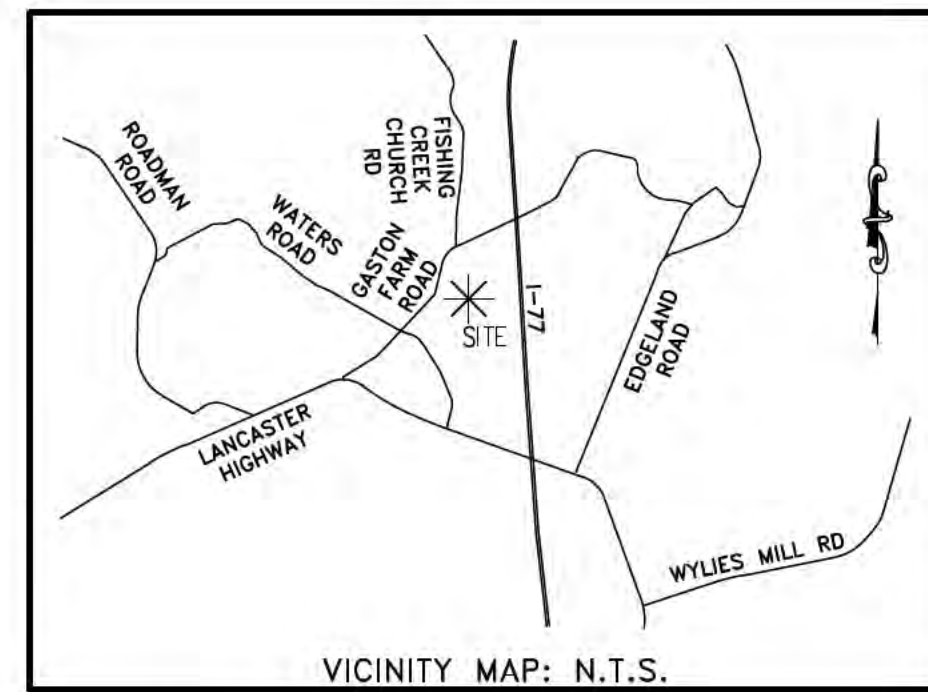 ROADMAN
ROAD
WATERS
ROAD
FISHING
CREEK
CHURCH
RD
GASTON
FARM
ROAD
SITE
I-77
EDGELAND
ROAD
LANCASTER
HIGHWAY
WYLIES MILL RD
VICINITY MAP: N.T.S.